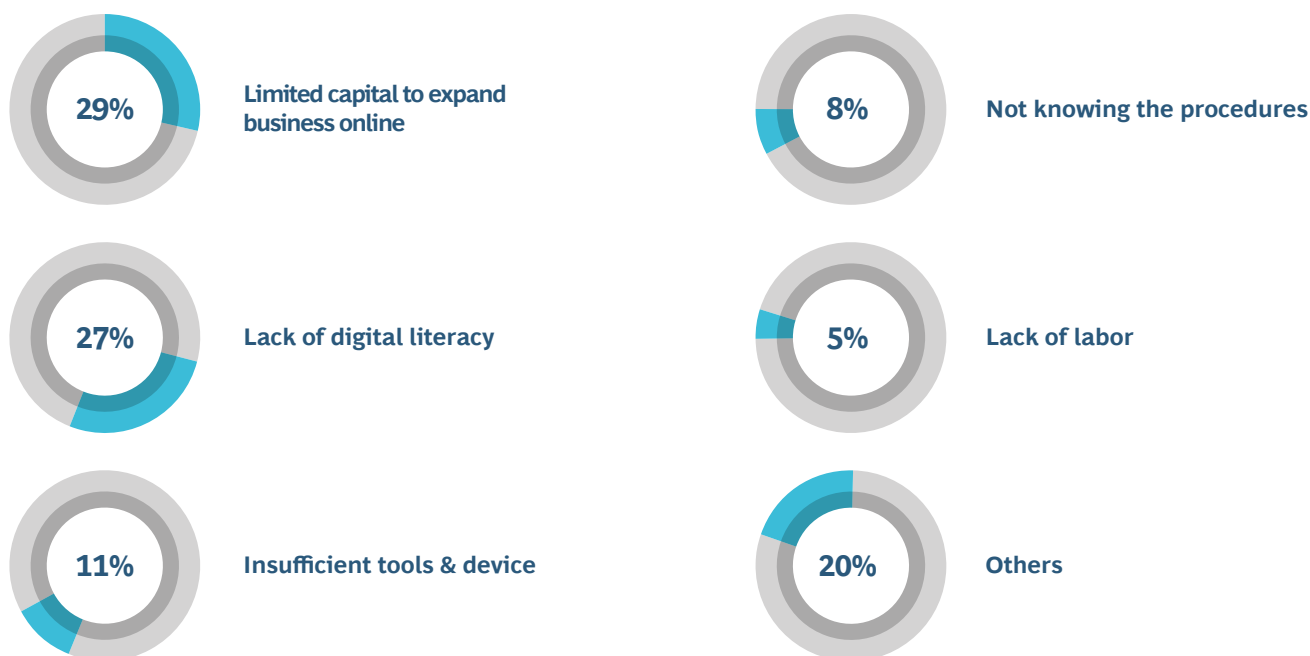 29%
Limited capital to expand
business online
27%
Lack of digital literacy
11%
Insufficient tools & device
8%
Not knowing the procedures
5%
Lack of labor
20%
Others